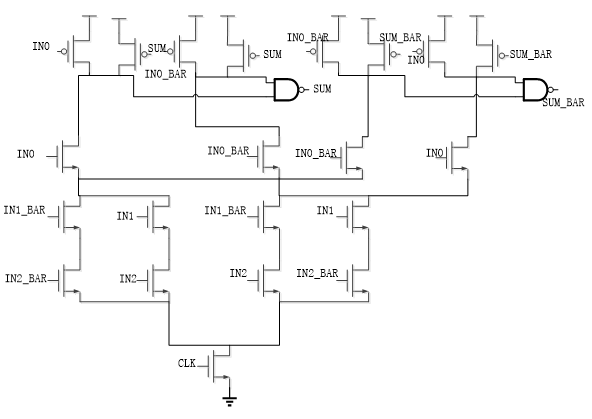 IN0
SUM
IN0_BAR
SUM
SUM
IN0_BAR
SUM_BAR
IN0
SUM_BAR
SUM_BAR
IN0
IN0_BAR
IN0_BAR
IN0
IN1_BAR
IN1
IN1_BAR
IN1
IN2_BAR
IN2
IN2
IN2_BAR
CLK